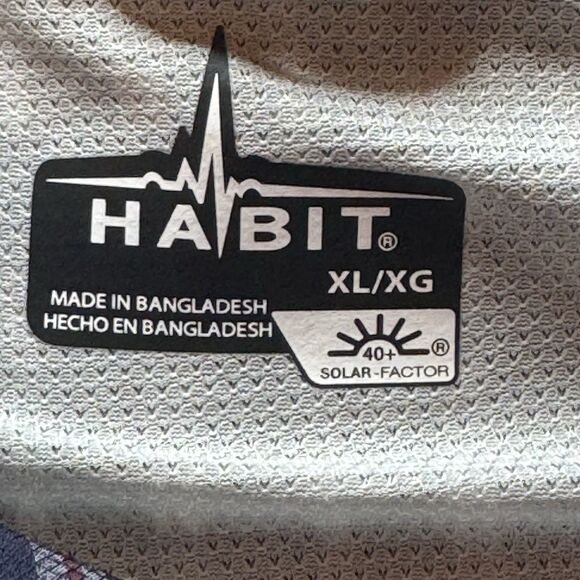 HABIT®
XL/XG
MADE IN BANGLADESH
HECHO EN BANGLADESH
40+ ®
SOLAR-FACTOR